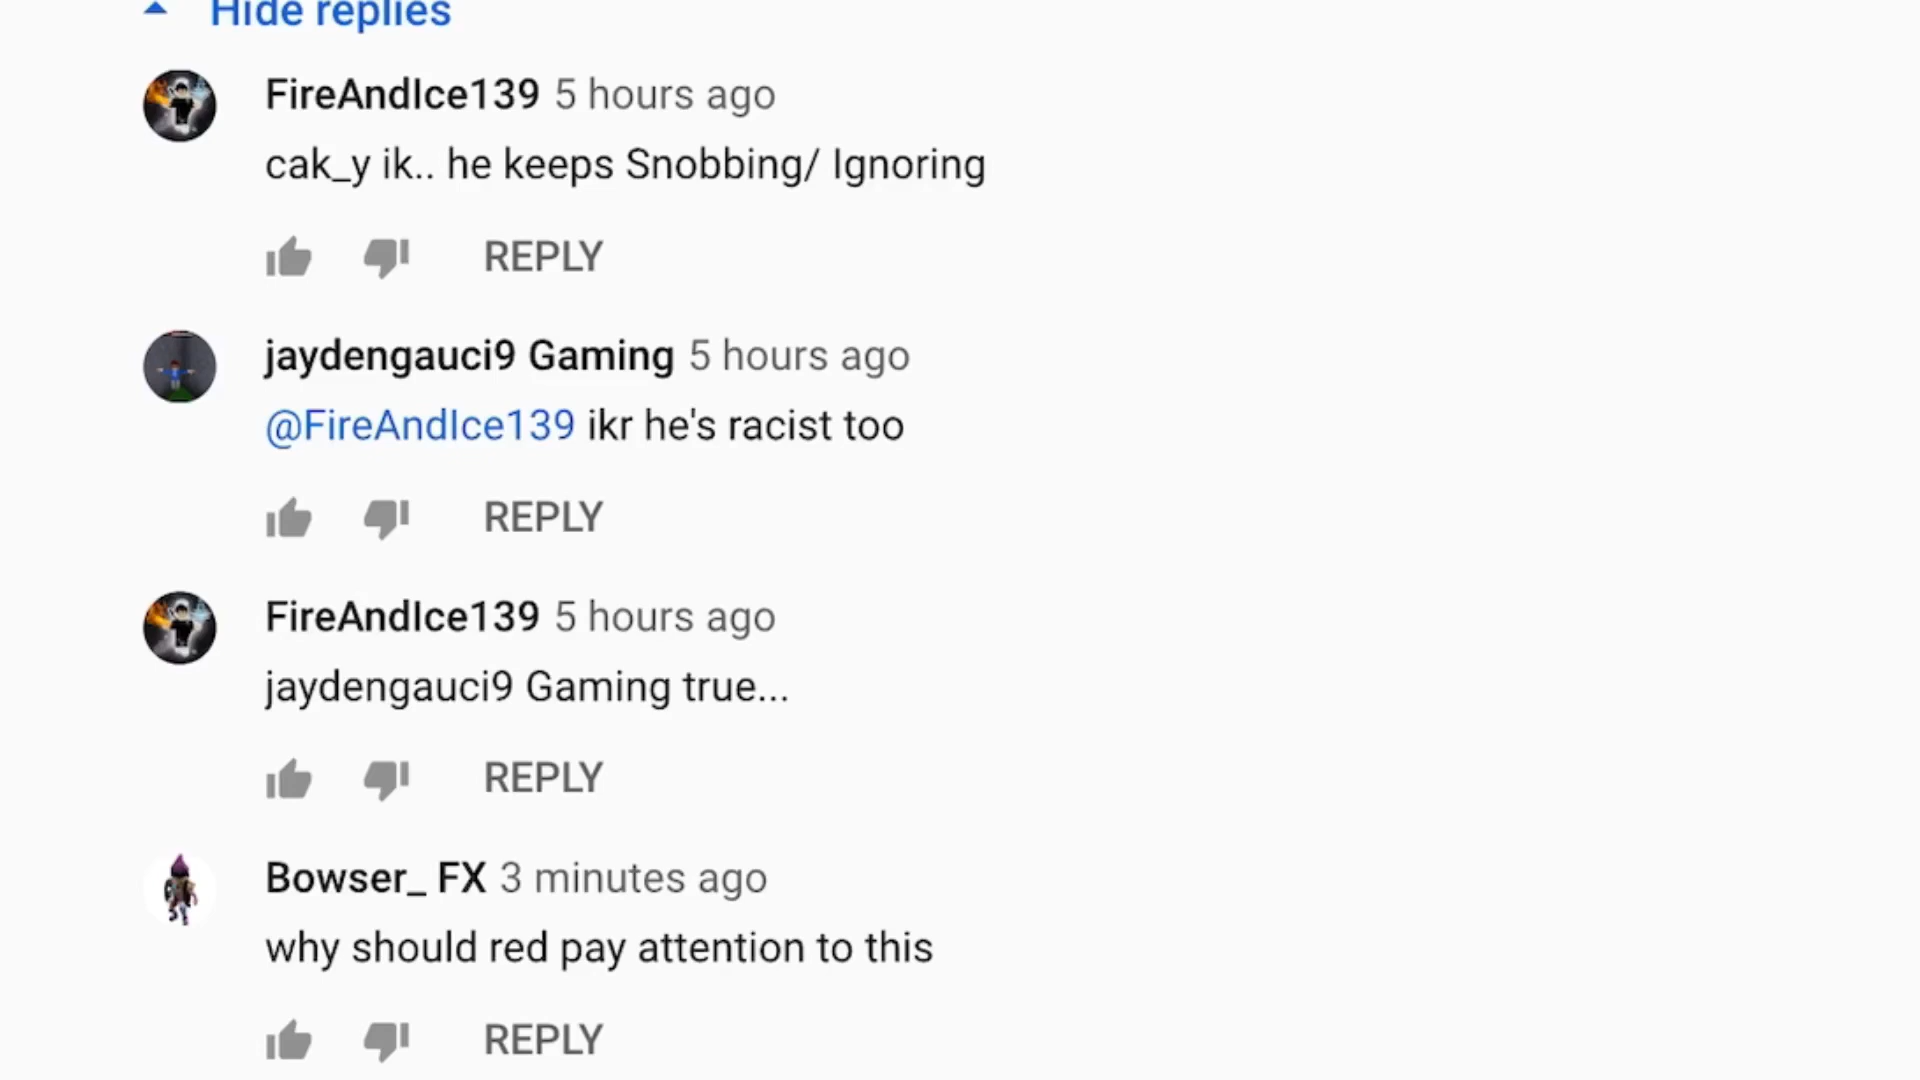 Hide replies
FireAndIce139 5 hours ago
cak_y ik.. he keeps Snobbing/ Ignoring
REPLY
jaydengauci9 Gaming 5 hours ago
@FireAndIce139 ikr he's racist too
REPLY
FireAndIce139 5 hours ago
jaydengauci9 Gaming true...
REPLY
Bowser_ FX 3 minutes ago
why should red pay attention to this
REPLY